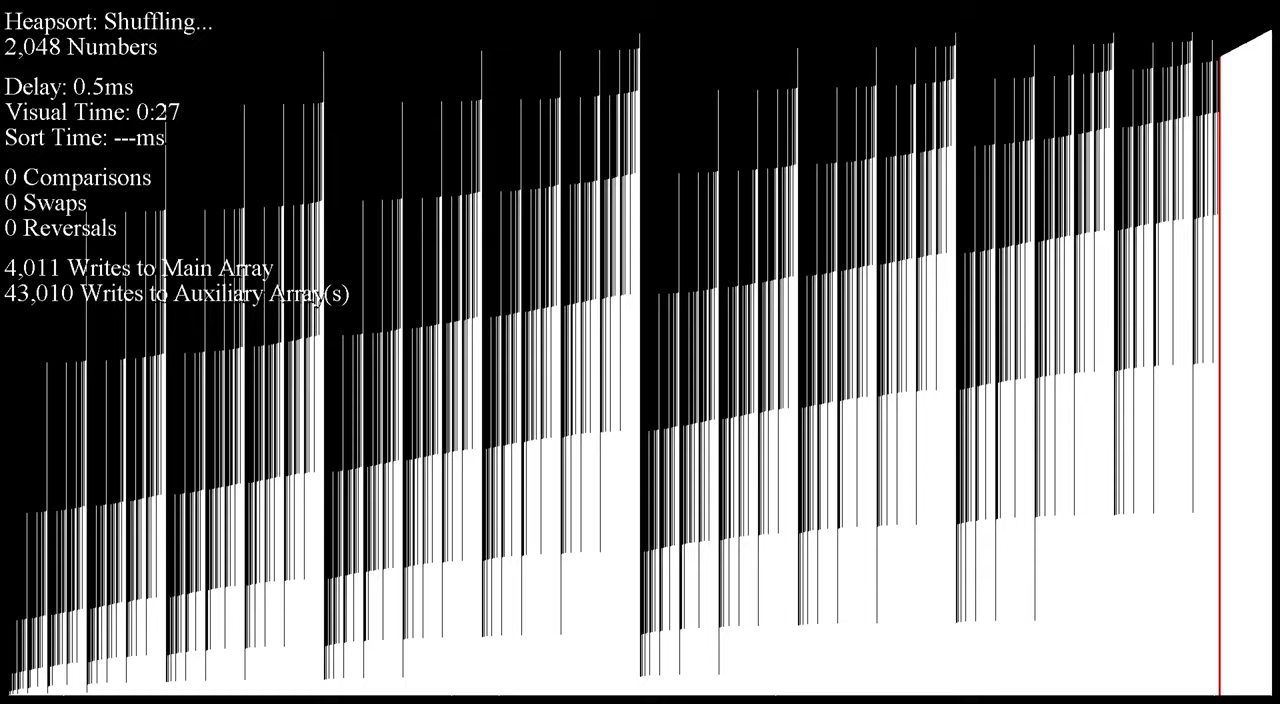 Heapsort: Shuffling...
2,048 Numbers
Delay: 0.5ms
Visual Time: 0:27
Sort Time: ---ms
0 Comparisons
0 Swaps
0 Reversals
4,011 Writes to Main Array
43,010 Writes to Auxiliary Array(s)